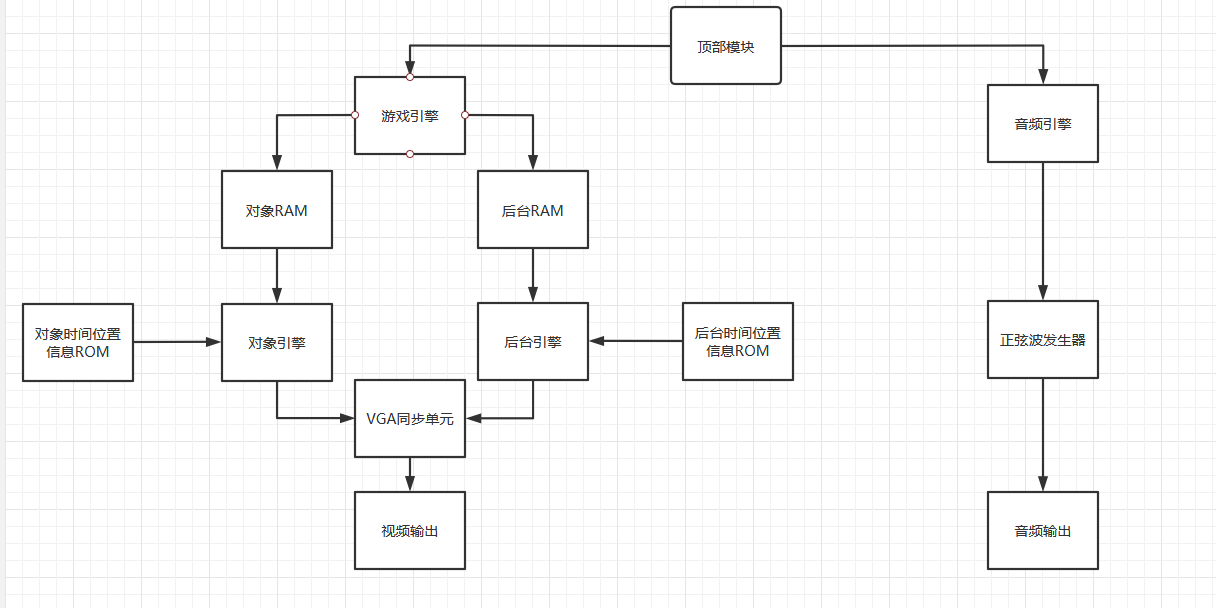 顶部模块
游戏引擎
音频引擎
对象RAM
后台RAM
对象时间位置
信息ROM
对象引擎
后台引擎
后台时间位置
信息ROM
正弦波发生器
VGA同步单元
视频输出
音频输出